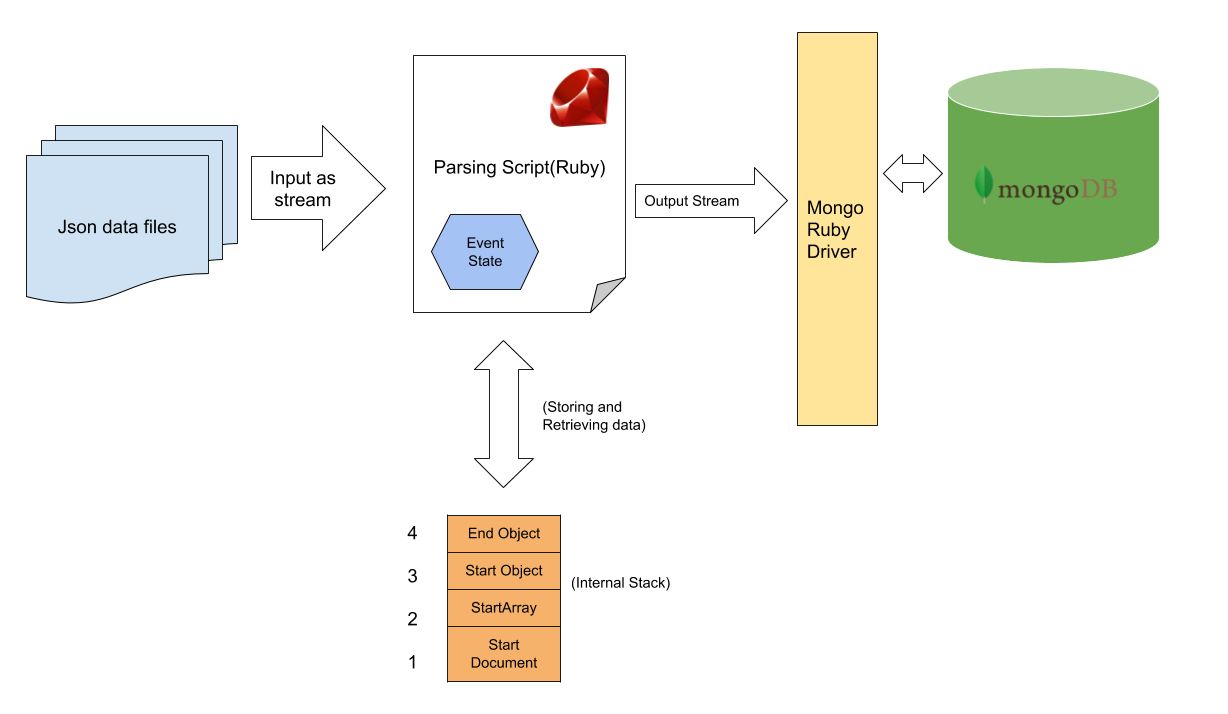 Json data files
Input as
stream
Parsing Script(Ruby)
Event
State
Output Stream
Mongo
Ruby
Driver
mongoDB
(Storing and
Retrieving data)
4
End Object
3
Start Object
(Internal Stack)
2
StartArray
1
Start
Document